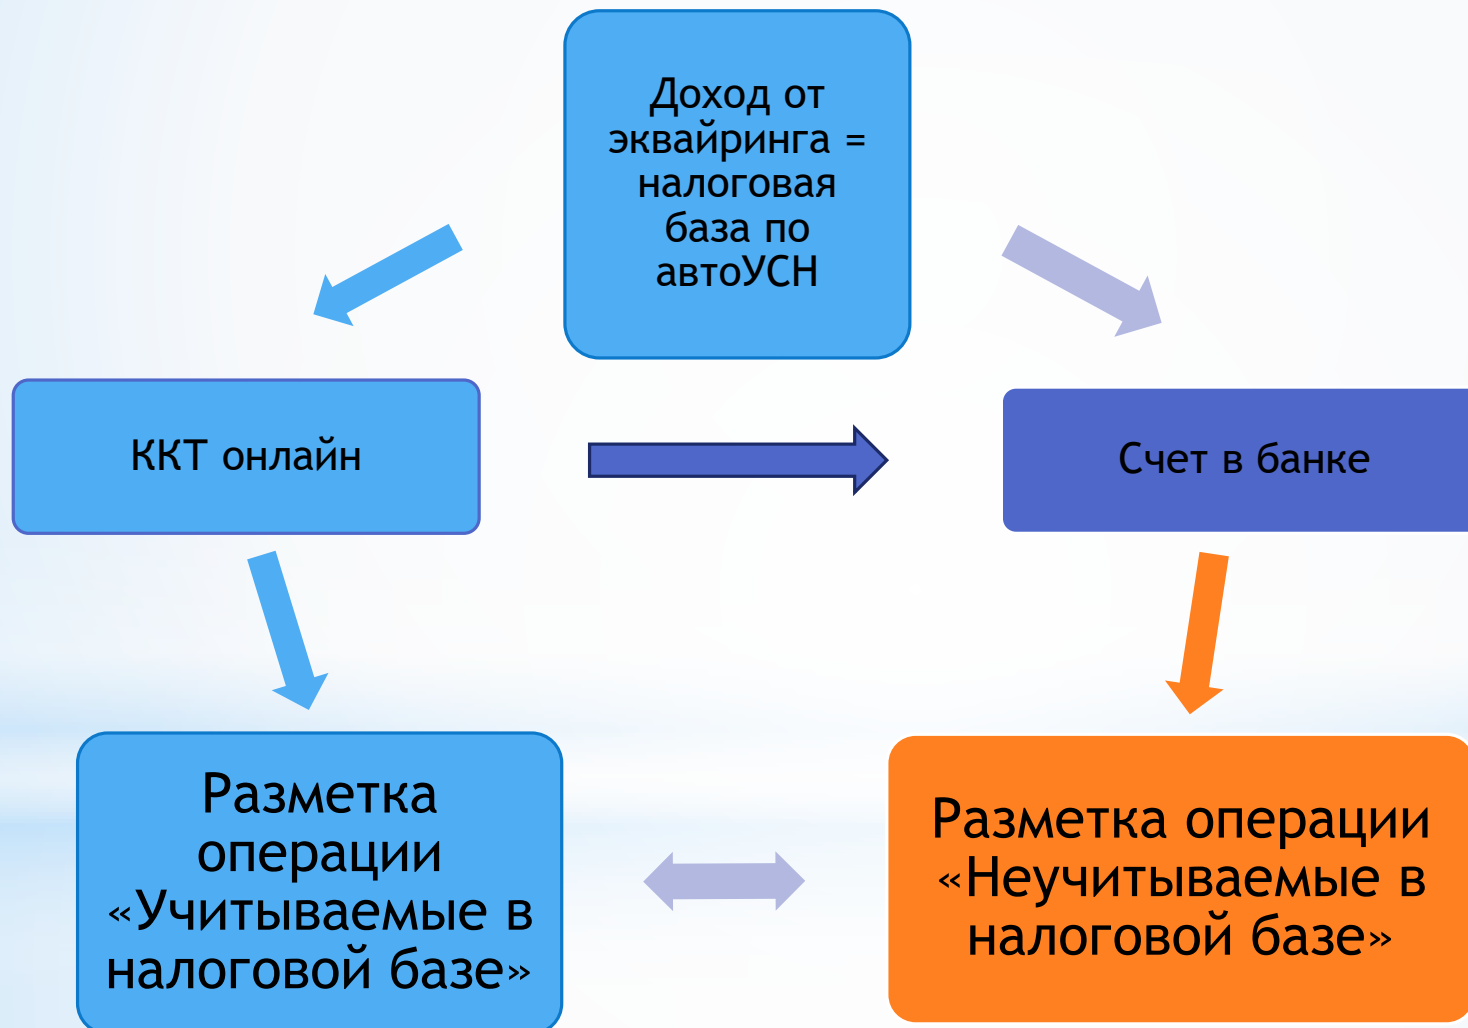 Доход от
эквайринга =
налоговая
база по
автоУСН
ККТ онлайн
Счет в банке
Разметка
операции
«Учитываемые в
налоговой базе»
Разметка операции
«Неучитываемые в
налоговой базе»